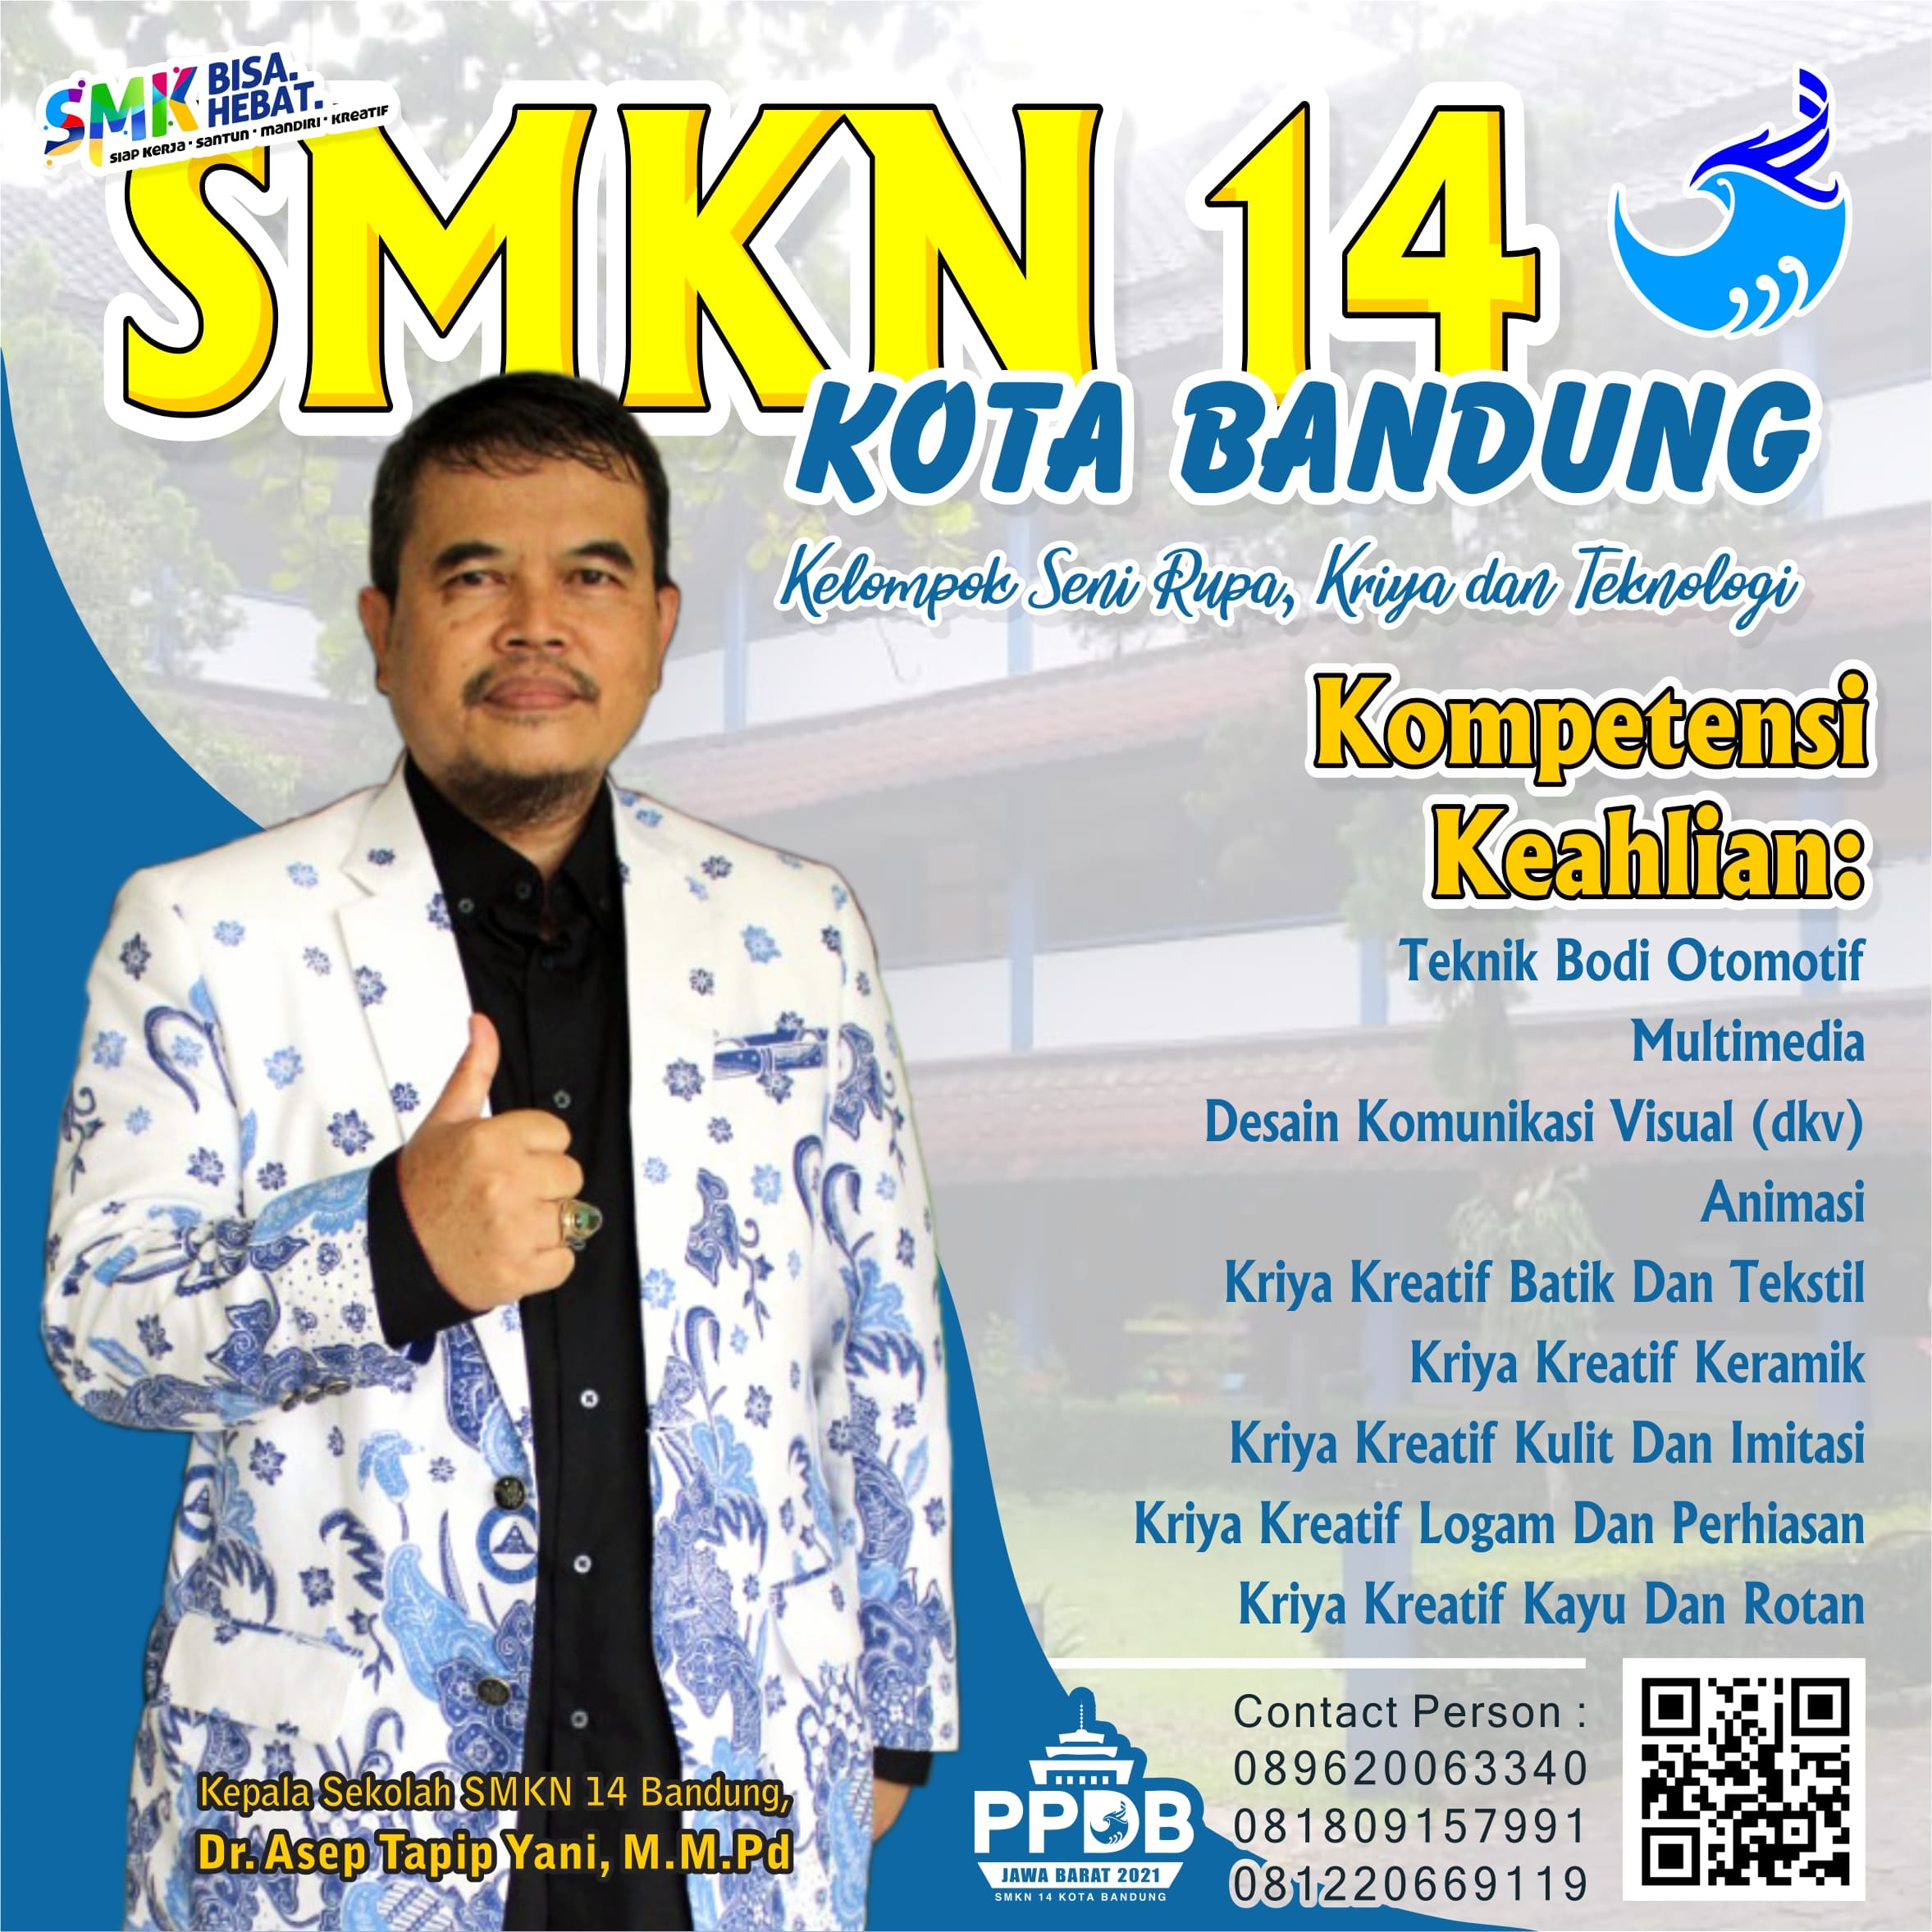 SMK BISA.
HEBAT.
SIAP KERJA • SANTUN • MANDIRI • KREATIF
SMKN 14
KOTA BANDUNG
Kelompok Seni Rupa, Kriya dan Teknologi
Kompetensi
Keahlian:
Teknik Bodi Otomotif
Multimedia
Desain Komunikasi Visual (dkv)
Animasi
Kriya Kreatif Batik Dan Tekstil
Kriya Kreatif Keramik
Kriya Kreatif Kulit Dan Imitasi
Kriya Kreatif Logam Dan Perhiasan
Kriya Kreatif Kayu Dan Rotan
Kepala Sekolah SMKN 14 Bandung,
Dr. Asep Tapip Yani, M.M.Pd
PPDB
JAWA BARAT 2021
SMKN 14 KOTA BANDUNG
Contact Person :
089620063340
081809157991
081220669119